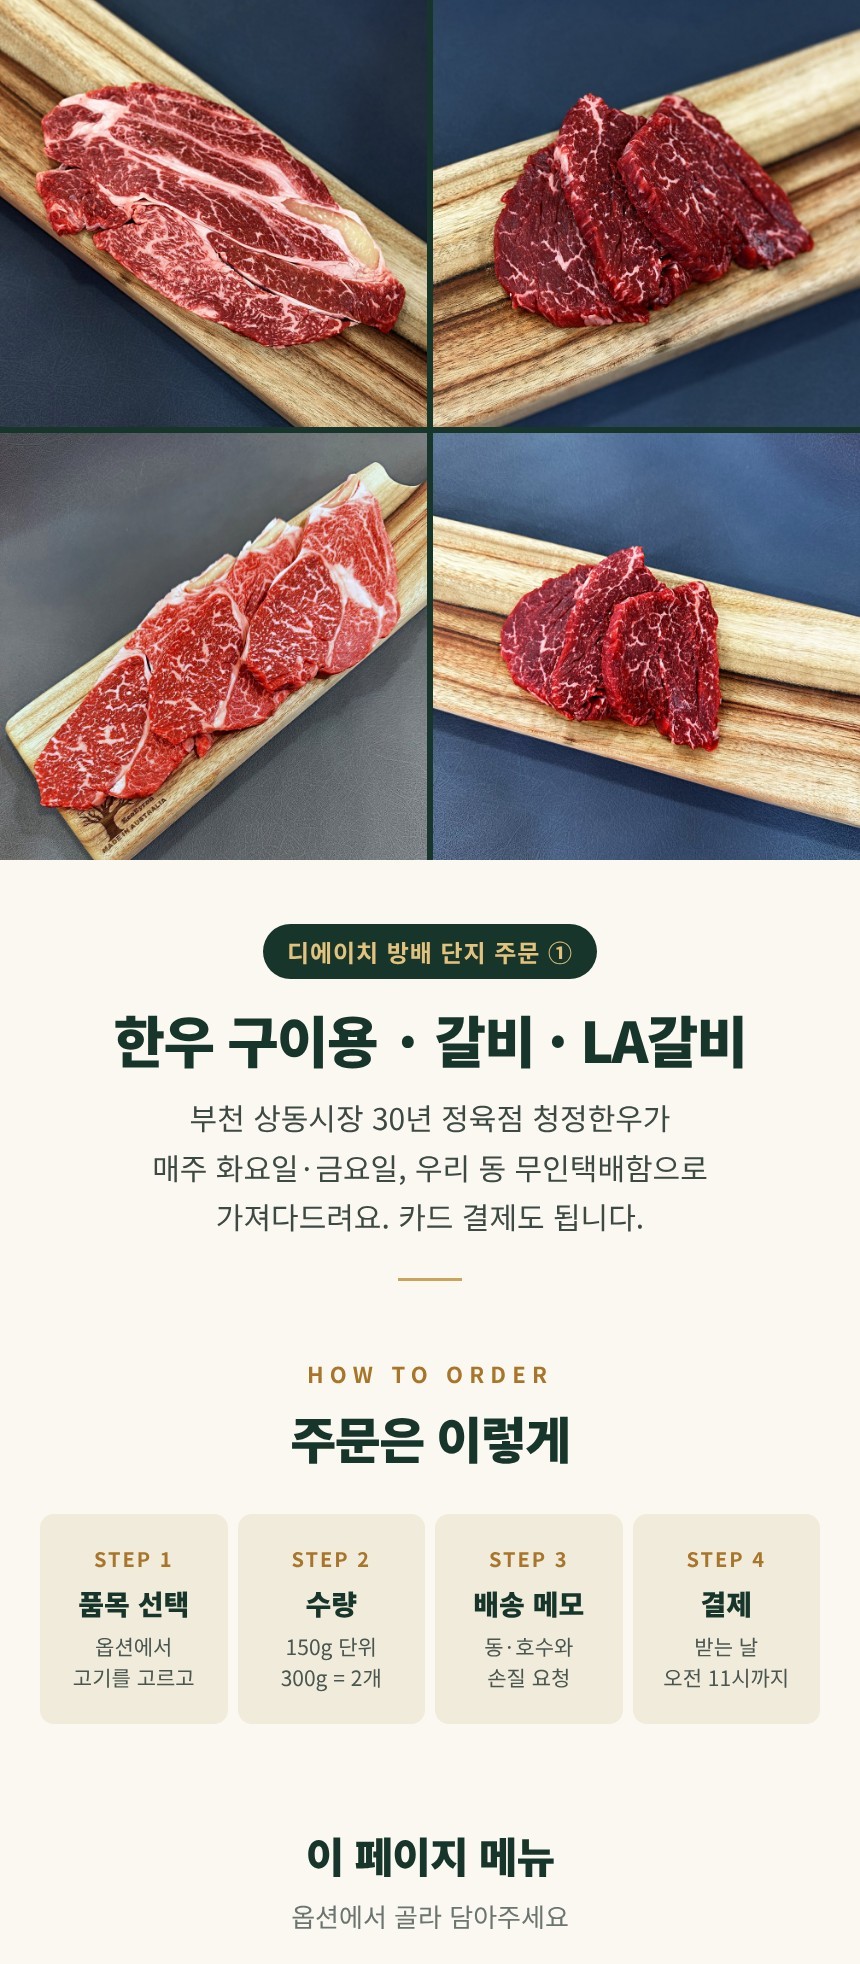 MADE IN AUSTRALIA
디에이치 방배 단지 주문 ①
한우 구이용 · 갈비 · LA갈비
부천 상동시장 30년 정육점 청정한우가
매주 화요일·금요일, 우리 동 무인택배함으로
가져다드려요. 카드 결제도 됩니다.
HOW TO ORDER
주문은 이렇게
STEP 1
품목 선택
옵션에서
고기를 고르고
STEP 2
수량
150g 단위
300g = 2개
STEP 3
배송 메모
동·호수와
손질 요청
STEP 4
결제
받는 날
오전 11시까지
이 페이지 메뉴
옵션에서 골라 담아주세요